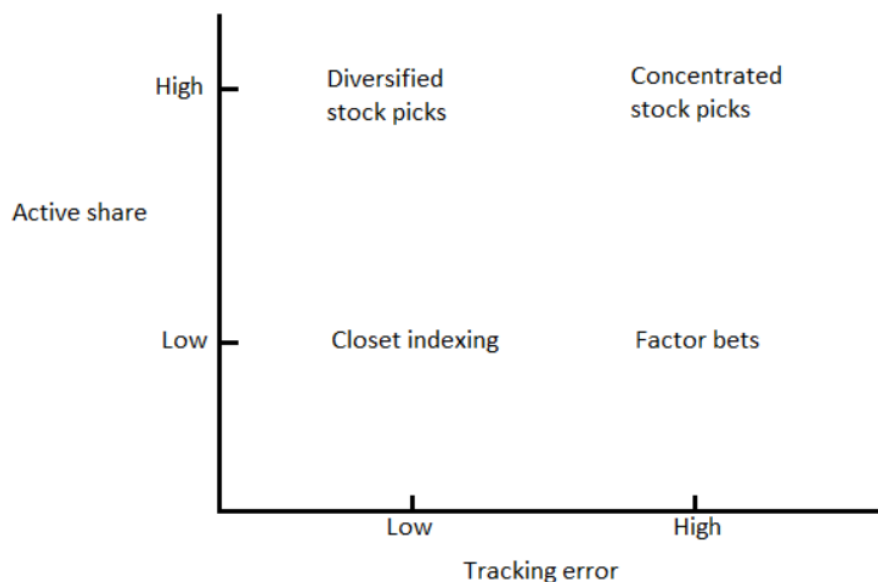 High
Diversified
stock picks
Concentrated
stock picks
Active share
Low
Closet indexing
Factor bets
Low
High
Tracking error